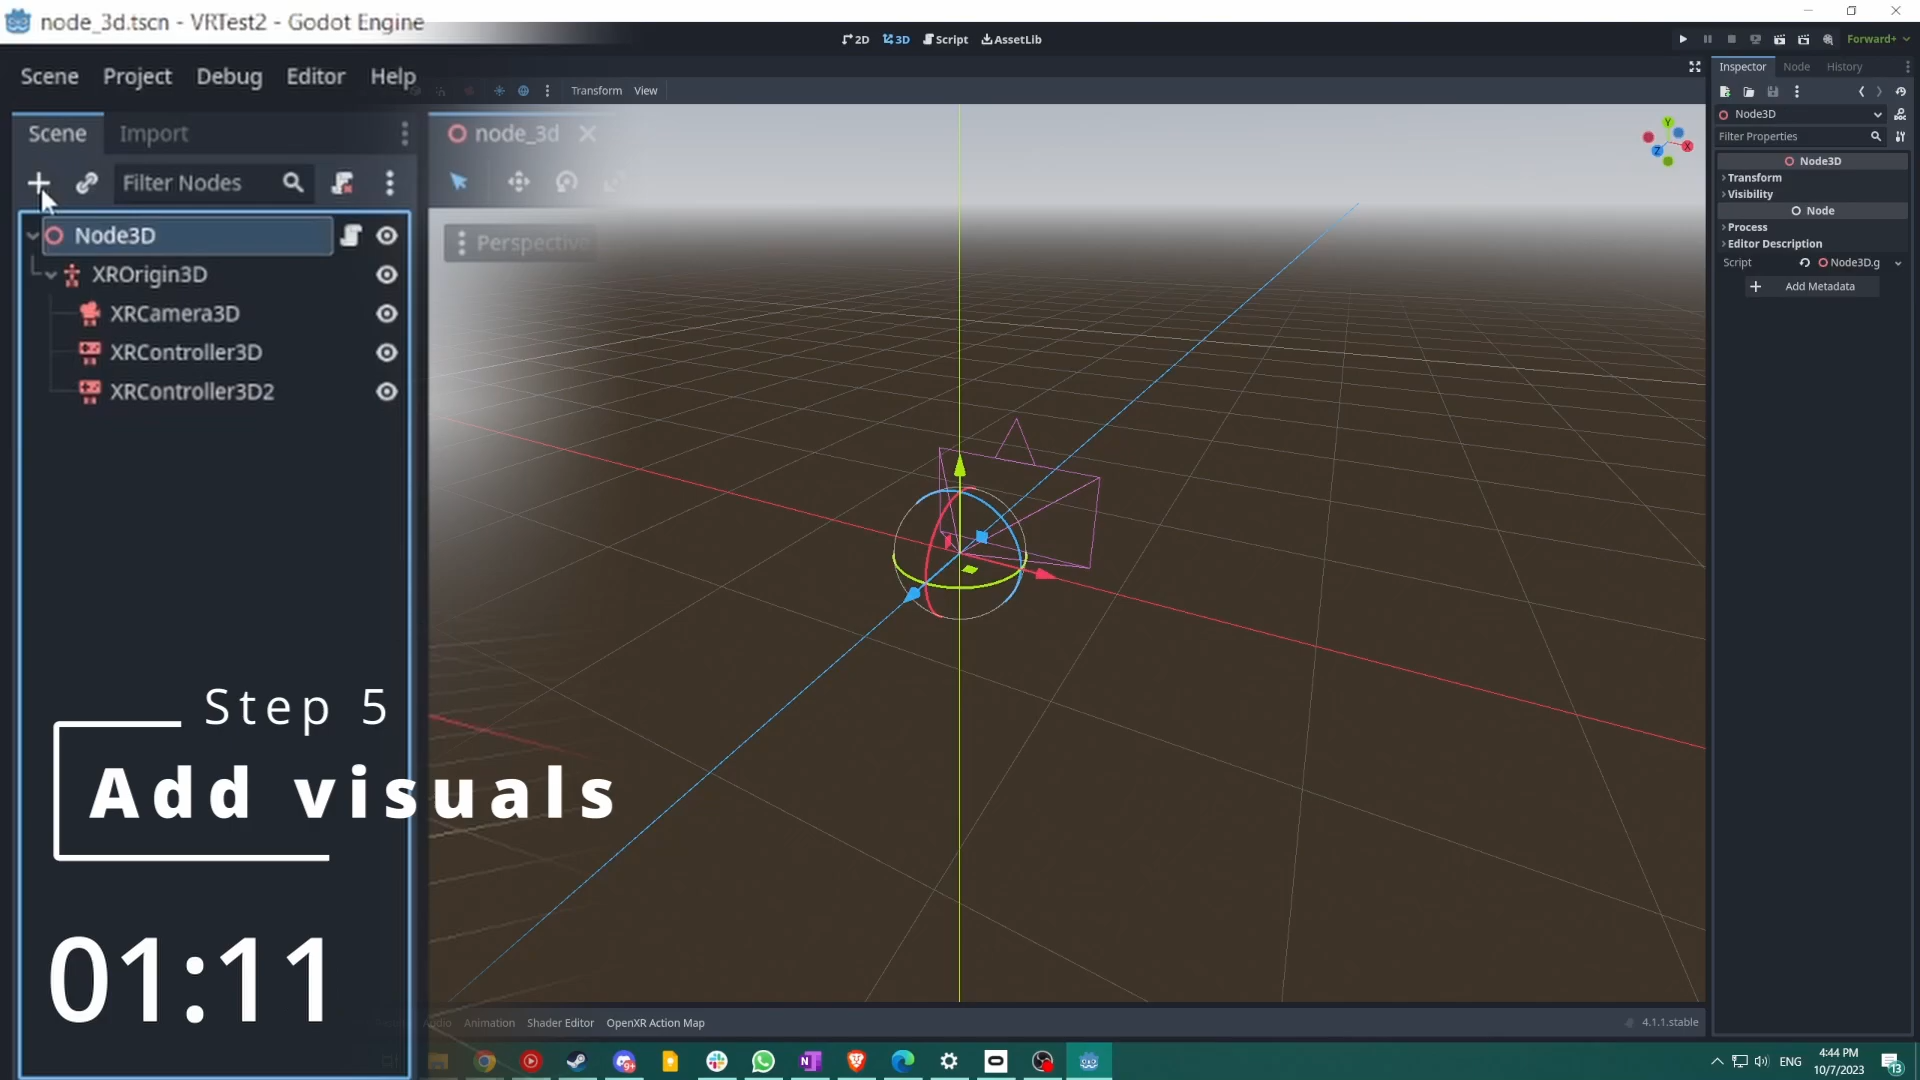 node_3d.tscn - VRTest2 - Godot Engine
2D 3D Script AssetLib
Forward+
Scene Project Debug Editor Help
Inspector Node History
Transform View
Scene Import
node_3d
Node3D
Filter Nodes
Filter Properties
Node3D
Transform
Visibility
Node
Process
Editor Description
Script Node3D.g
Add Metadata
Perspective
Y
X
Z
Node3D
XROrigin3D
XRCamera3D
XRController3D
XRController3D2
Step 5
Add visuals
01:11
Animation Shader Editor OpenXR Action Map
4.1.1.stable
9+
ENG
4:44 PM
10/7/2023
13